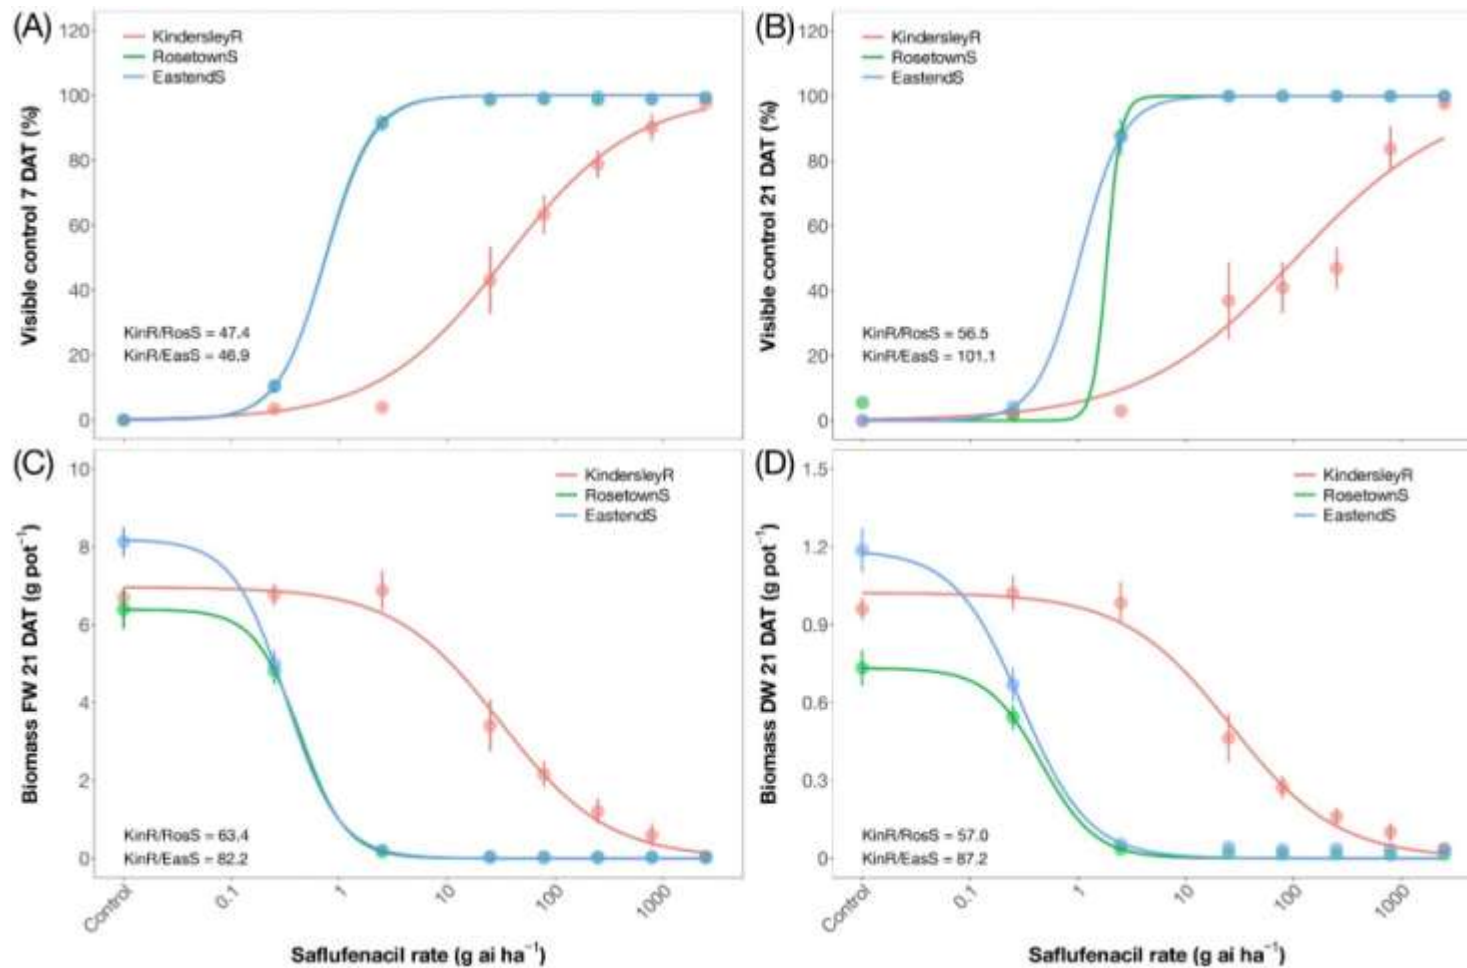 (A)
Visible control 7 DAT (%)
120
100
80
60
40
20
0
KindersleyR
RosetownS
EastendS
KinR/RosS = 47.4
KinR/EasS = 46.9
(B)
Visible control 21 DAT (%)
120
100
80
60
40
20
0
KindersleyR
RosetownS
EastendS
KinR/RosS = 56.5
KinR/EasS = 101.1
(C)
Biomass FW 21 DAT (g pot⁻¹)
10
8
6
4
2
0
KindersleyR
RosetownS
EastendS
KinR/RosS = 63.4
KinR/EasS = 82.2
Control
0.1
1
10
100
1000
Saflufenacil rate (g ai ha⁻¹)
(D)
Biomass DW 21 DAT (g pot⁻¹)
1.5
1.2
0.9
0.6
0.3
0
KindersleyR
RosetownS
EastendS
KinR/RosS = 57.0
KinR/EasS = 87.2
Control
0.1
1
10
100
1000
Saflufenacil rate (g ai ha⁻¹)